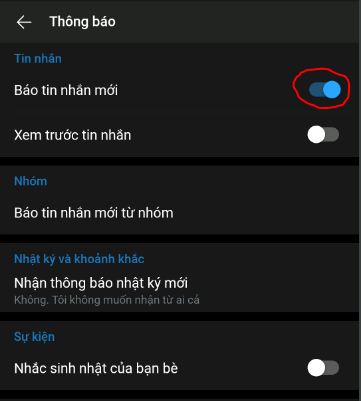 Thông báo
Tin nhắn
Báo tin nhắn mới
Xem trước tin nhắn
Nhóm
Báo tin nhắn mới từ nhóm
Nhật ký và khoảnh khắc
Nhận thông báo nhật ký mới
Không. Tôi không muốn nhận từ ai cả
Sự kiện
Nhắc sinh nhật của bạn bè